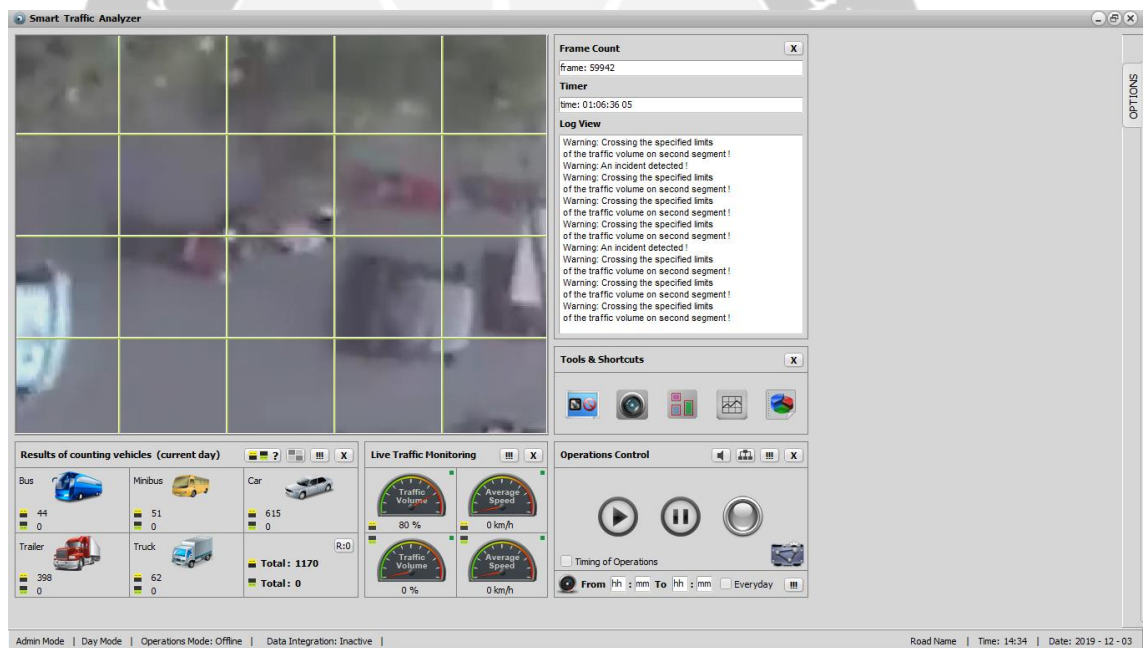 Smart Traffic Analyzer
Frame Count
X
frame: 59942
Timer
time: 01:06:36 05
Log View
Warning: Crossing the specified limits
of the traffic volume on second segment !
Warning: An incident detected !
Warning: Crossing the specified limits
of the traffic volume on second segment !
Warning: Crossing the specified limits
of the traffic volume on second segment !
Warning: Crossing the specified limits
of the traffic volume on second segment !
Warning: An incident detected !
Warning: Crossing the specified limits
of the traffic volume on second segment !
Warning: Crossing the specified limits
of the traffic volume on second segment !
Warning: Crossing the specified limits
of the traffic volume on second segment !
OPTIONS
Tools & Shortcuts
X
Results of counting vehicles (current day)
?
!!!
X
Bus
44
0
Minibus
51
0
Car
615
0
Trailer
398
0
Truck
62
0
R:0
Total : 1170
Total : 0
Live Traffic Monitoring
!!!
X
Traffic
Volume
80 %
Average
Speed
0 km/h
Traffic
Volume
0 %
Average
Speed
0 km/h
Operations Control
!!!
X
Timing of Operations
From hh : mm To hh : mm Everyday !!!
Admin Mode | Day Mode | Operations Mode: Offline | Data Integration: Inactive |
Road Name | Time: 14:34 | Date: 2019 - 12 - 03